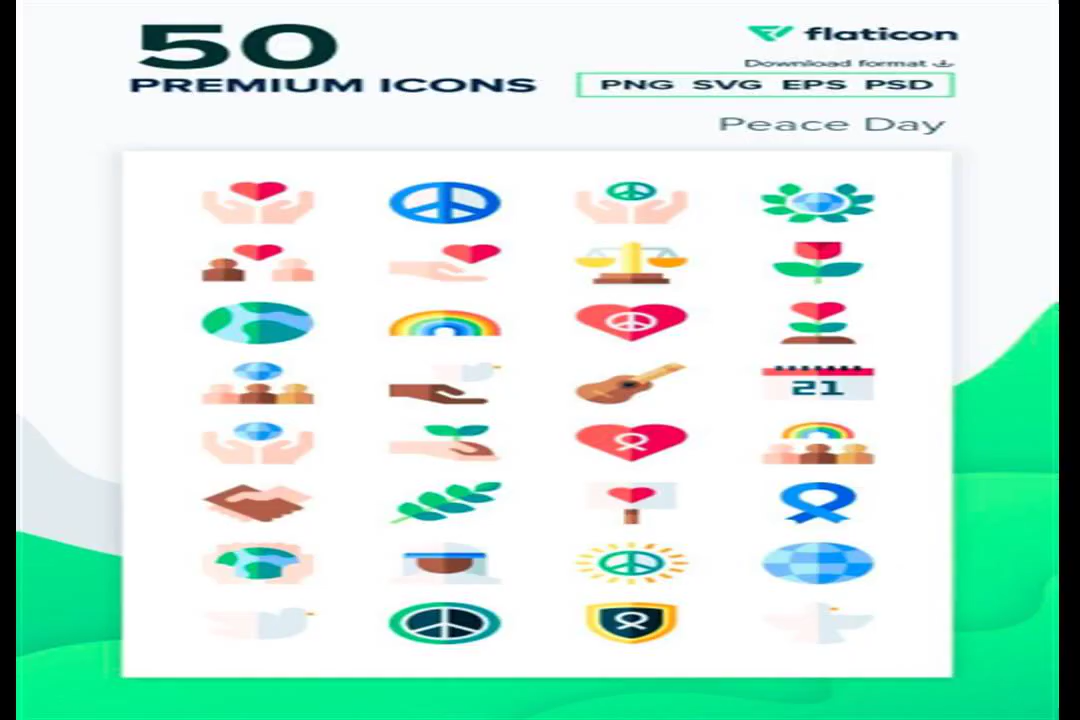 50
PREMIUM ICONS
flaticon
Download format
PNG SVG EPS PSD
Peace Day
21